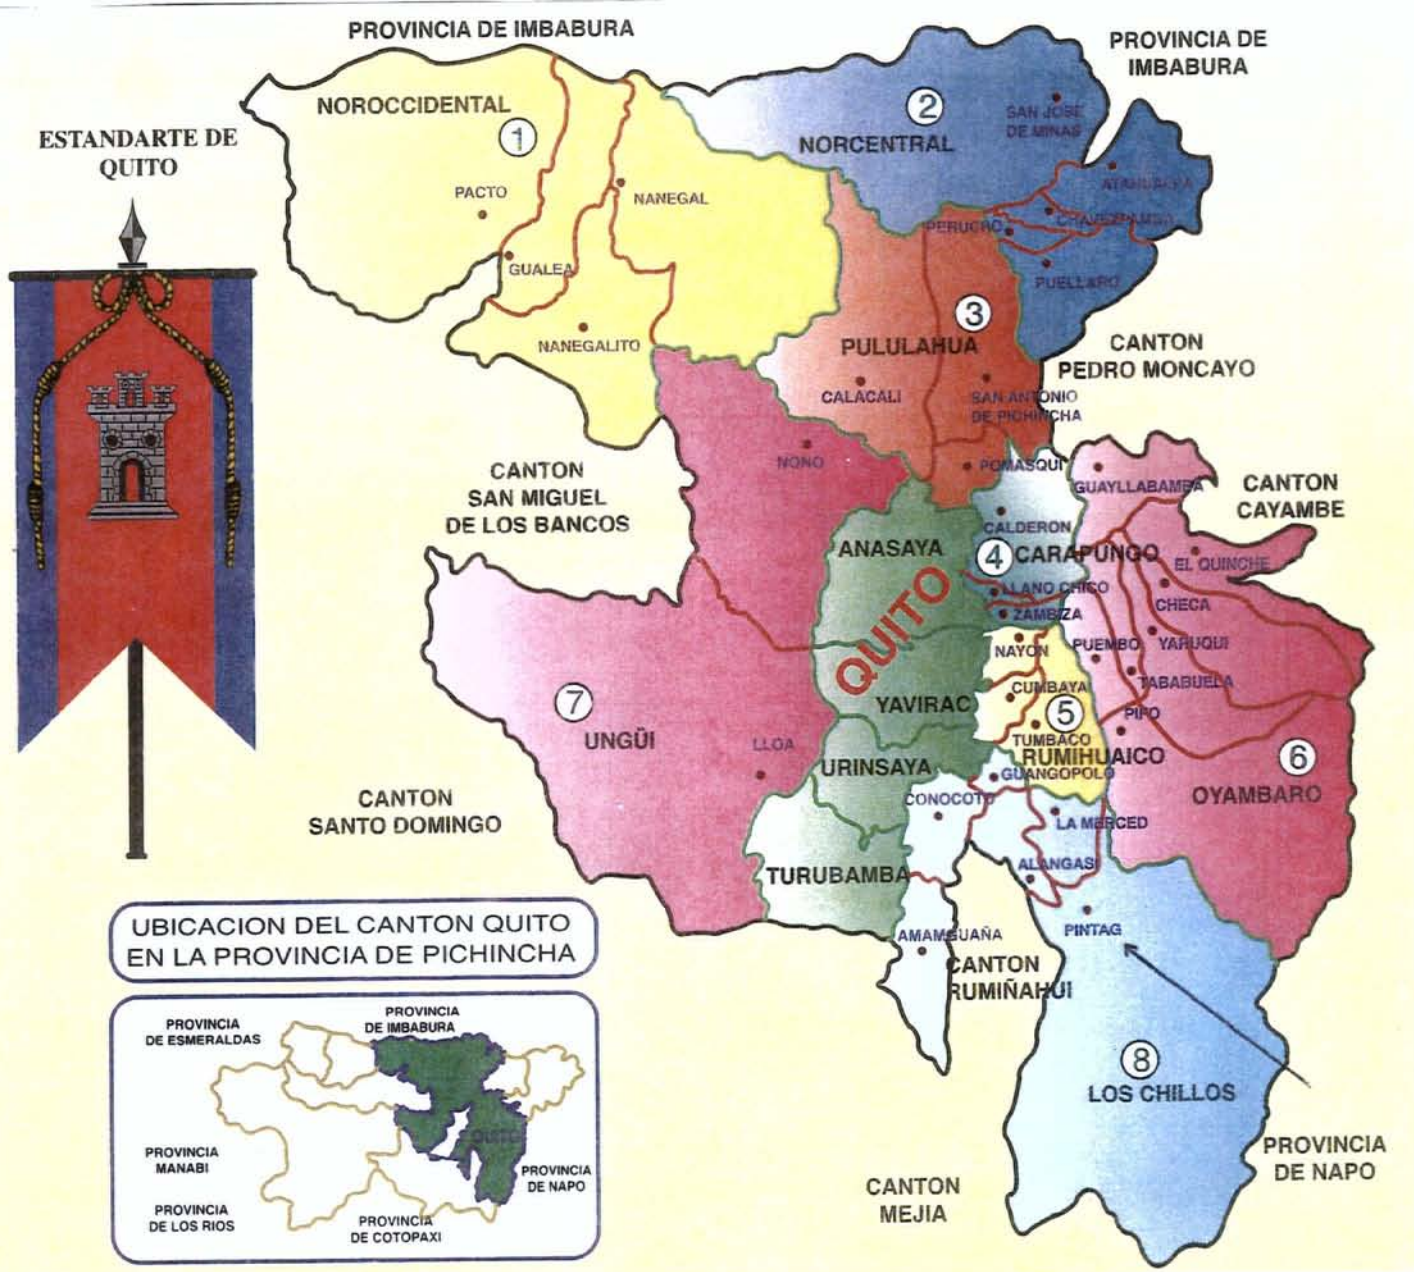 PROVINCIA DE IMBABURA
PROVINCIA DE
IMBABURA
ESTANDARTE DE
QUITO
NOROCCIDENTAL
1
PACTO
NANEGAL
GUALEA
NANEGALITO
2
NORCENTRAL
SAN JOSE
DE MINAS
ATAHUALPA
CHAVEZPAMBA
PERUCHO
PUELLARO
3
PULULAHUA
CALACALI
SAN ANTONIO
DE PICHINCHA
POMASQUI
CANTON
PEDRO MONCAYO
CANTON
SAN MIGUEL
DE LOS BANCOS
NONO
GUAYLLABAMBA
CANTON
CAYAMBE
CALDERON
ANASAYA
4
CARAPUNGO
EL QUINCHE
LLANO CHICO
CHECA
ZAMBIZA
QUITO
NAYON
PUEMBO
YARUQUI
CUMBAYA
TABABUELA
YAVIRAC
5
PIFO
TUMBACO
RUMIHUAICO
7
UNGÜI
LLOA
URINSAYA
GUANGOPOLO
6
OYAMBARO
CONOCOTO
LA MERCED
CANTON
SANTO DOMINGO
TURUBAMBA
ALANGASI
PINTAG
AMAMGUAÑA
CANTON
RUMIÑAHUI
8
LOS CHILLOS
PROVINCIA
DE NAPO
CANTON
MEJIA
UBICACION DEL CANTON QUITO
EN LA PROVINCIA DE PICHINCHA
PROVINCIA
DE ESMERALDAS
PROVINCIA
DE IMBABURA
QUITO
PROVINCIA
MANABI
PROVINCIA
DE NAPO
PROVINCIA
DE LOS RIOS
PROVINCIA
DE COTOPAXI